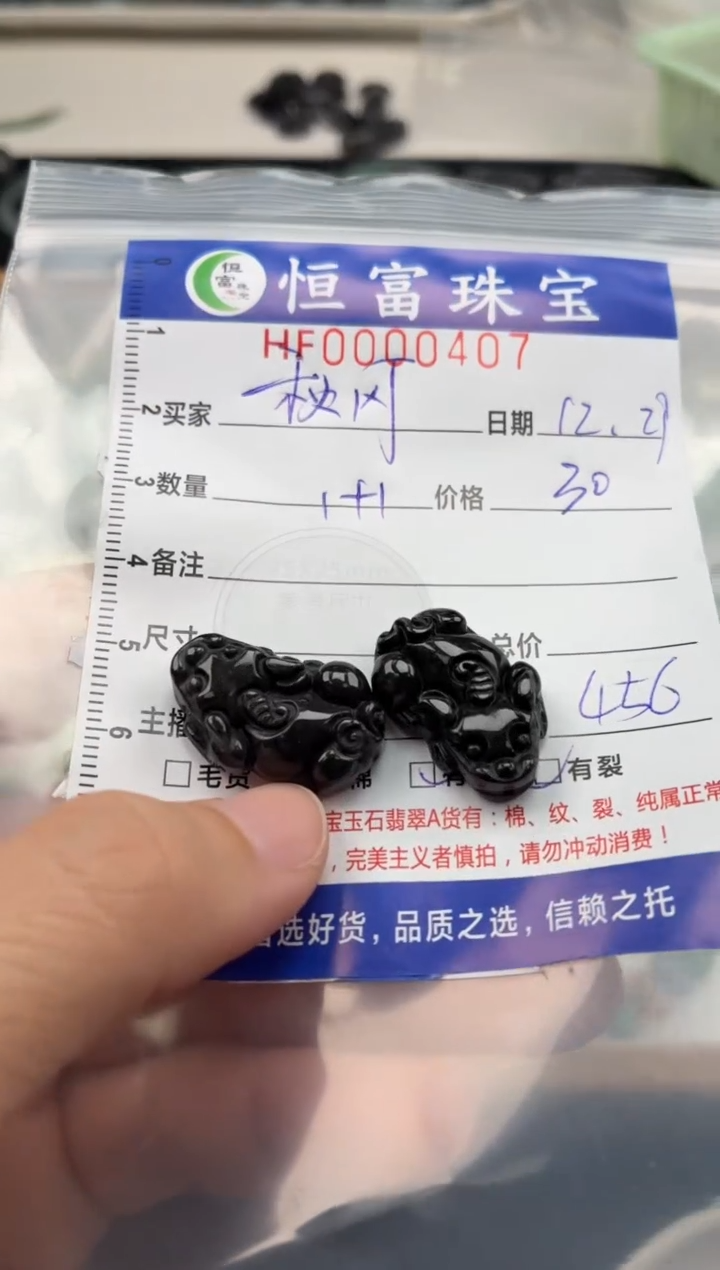 恒富珠宝
HF0000407
买家 日期 12.29
数量 1+1 价格 30
备注
尺寸 总价
主播 456
毛货 棉 有 有裂
宝玉石翡翠A货有：棉、纹、裂、纯属正常
，完美主义者慎拍，请勿冲动消费！
选好货，品质之选，信赖之托
0
1
2
3
4
5
6